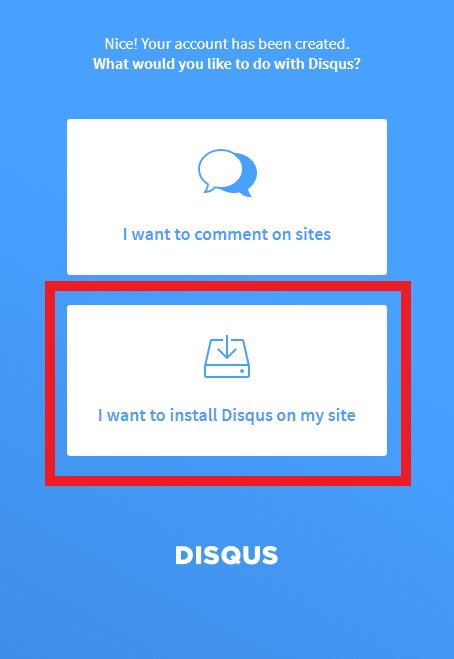 Nice! Your account has been created.
What would you like to do with Disqus?
I want to comment on sites
I want to install Disqus on my site
DISQUS